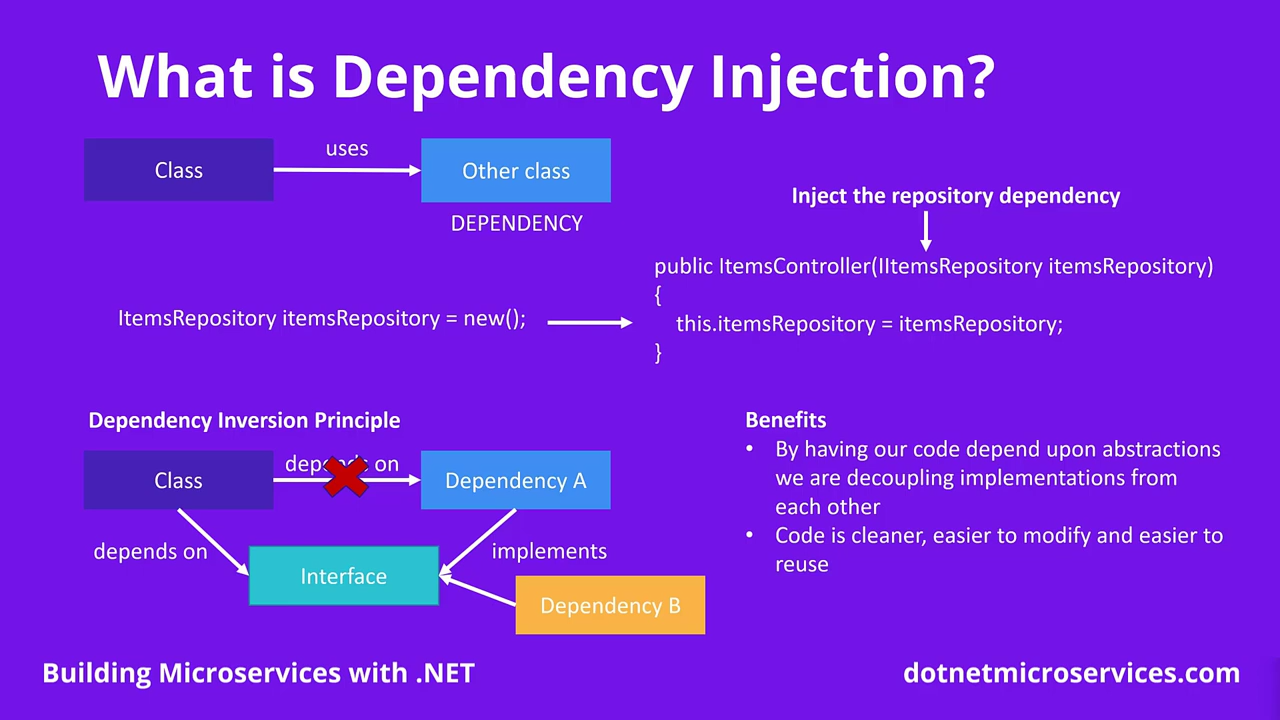 What is Dependency Injection?
Class
uses
Other class
DEPENDENCY
Inject the repository dependency
ItemsRepository itemsRepository = new();
public ItemsController(IItemsRepository itemsRepository)
{
this.itemsRepository = itemsRepository;
}
Dependency Inversion Principle
Class
depends on
Dependency A
depends on
Interface
implements
Dependency B
Benefits
• By having our code depend upon abstractions
we are decoupling implementations from
each other
• Code is cleaner, easier to modify and easier to
reuse
Building Microservices with .NET
dotnetmicroservices.com